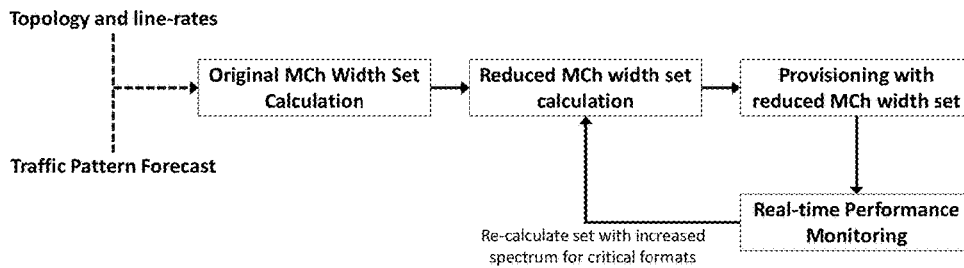 Topology and line-rates
Original MCh Width Set
Calculation
Reduced MCh width set
calculation
Provisioning with
reduced MCh width set
Traffic Pattern Forecast
Real-time Performance
Monitoring
Re-calculate set with increased
spectrum for critical formats